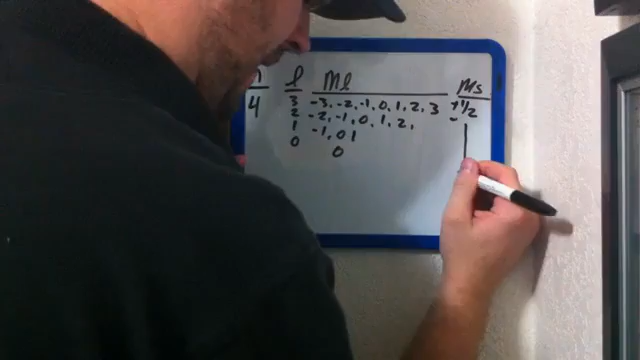 n l Ml Ms
4 3 -3, -2, -1, 0, 1, 2, 3 +1/2
2 -2, -1, 0, 1, 2, -
1 -1, 0 1
0 0